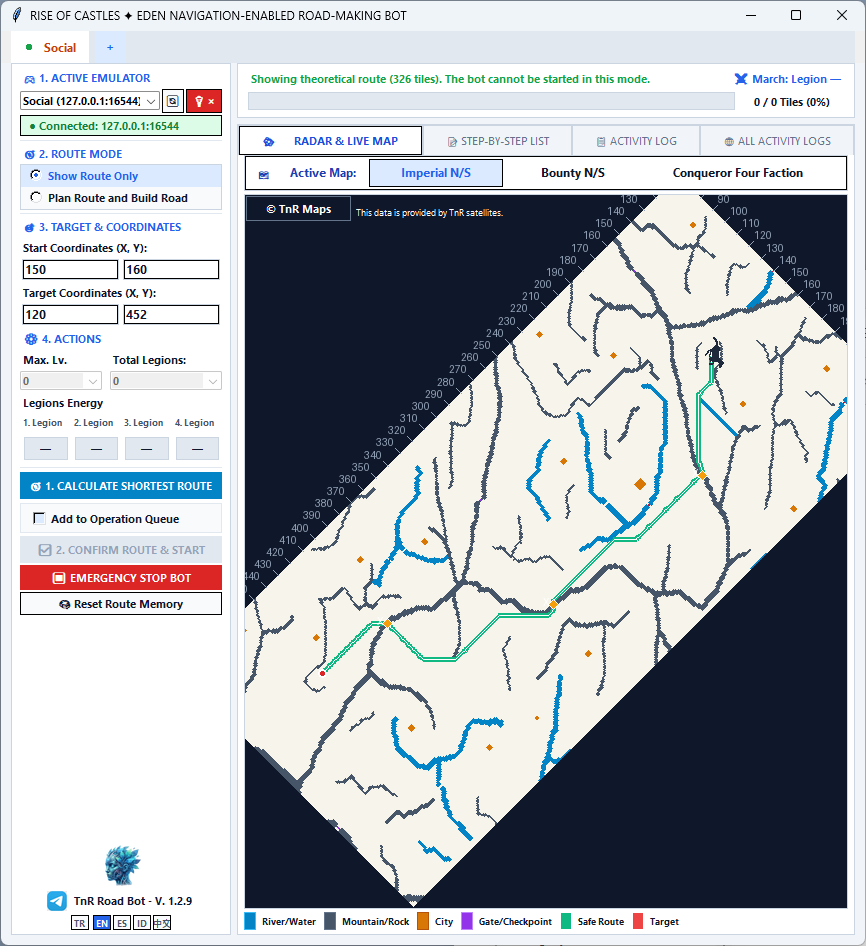 RISE OF CASTLES ✦ EDEN NAVIGATION-ENABLED ROAD-MAKING BOT
Social
+
1. ACTIVE EMULATOR
Social (127.0.0.1:16544)
● Connected: 127.0.0.1:16544
2. ROUTE MODE
Show Route Only
Plan Route and Build Road
3. TARGET & COORDINATES
Start Coordinates (X, Y):
150 160
Target Coordinates (X, Y):
120 452
4. ACTIONS
Max. Lv. Total Legions:
0 0
Legions Energy
1. Legion 2. Legion 3. Legion 4. Legion
— — — —
1. CALCULATE SHORTEST ROUTE
Add to Operation Queue
2. CONFIRM ROUTE & START
EMERGENCY STOP BOT
Reset Route Memory
TnR Road Bot - V. 1.2.9
TR EN ES ID 中文
Showing theoretical route (326 tiles). The bot cannot be started in this mode.
March: Legion —
0 / 0 Tiles (0%)
RADAR & LIVE MAP STEP-BY-STEP LIST ACTIVITY LOG ALL ACTIVITY LOGS
Active Map: Imperial N/S Bounty N/S Conqueror Four Faction
© TnR Maps
This data is provided by TnR satellites.
130
150
160
170
180
190
200
210
220
230
240
250
260
270
280
290
300
310
320
330
340
350
360
370
380
390
400
410
420
430
440
90
100
110
120
130
140
150
160
170
180
River/Water Mountain/Rock City Gate/Checkpoint Safe Route Target